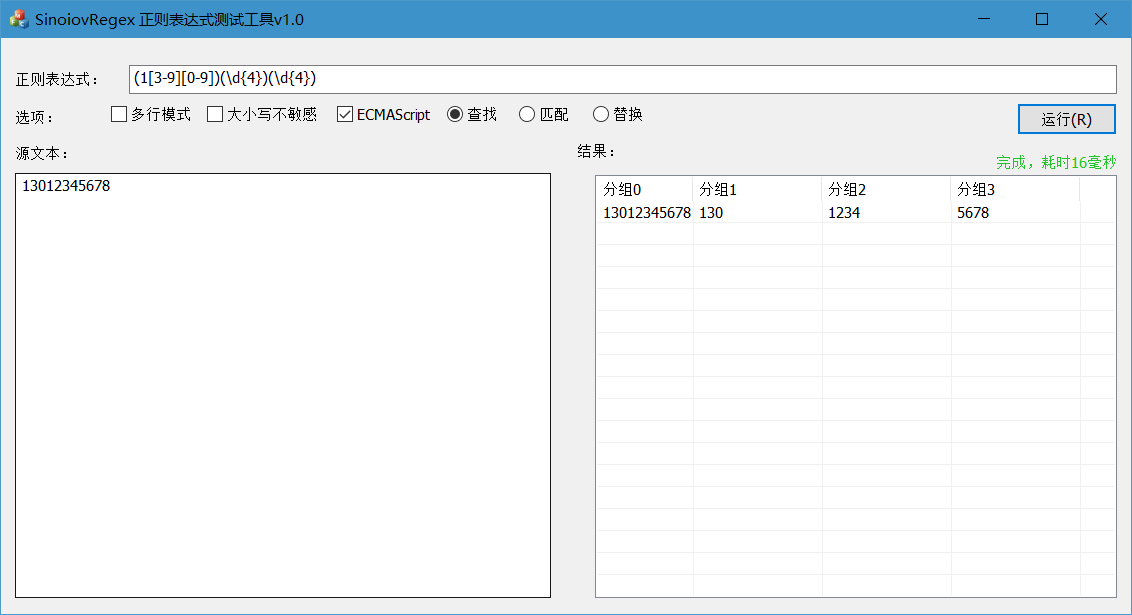 SinoiovRegex 正则表达式测试工具v1.0
正则表达式： (1[3-9][0-9])(\d{4})(\d{4})
选项： 多行模式 大小写不敏感 ECMAScript 查找 匹配 替换 运行(R)
源文本： 结果： 完成，耗时16毫秒
13012345678
分组0 分组1 分组2 分组3
13012345678 130 1234 5678